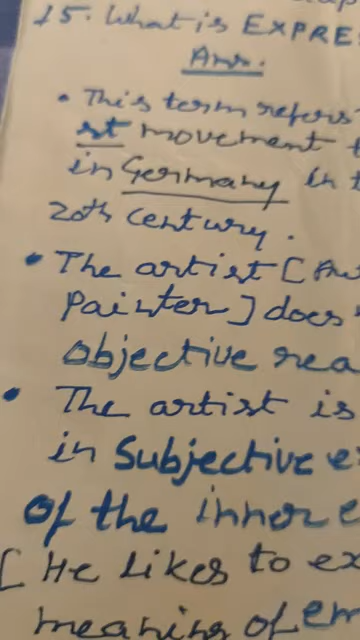 15. What is EXPRE
Ans.
• This term refers
st movement t
in Germany in t
20th century.
• The artist [
Painter] does
objective rea
• The artist is
in Subjective e
of the inner e
[He likes to ex
meaning of em